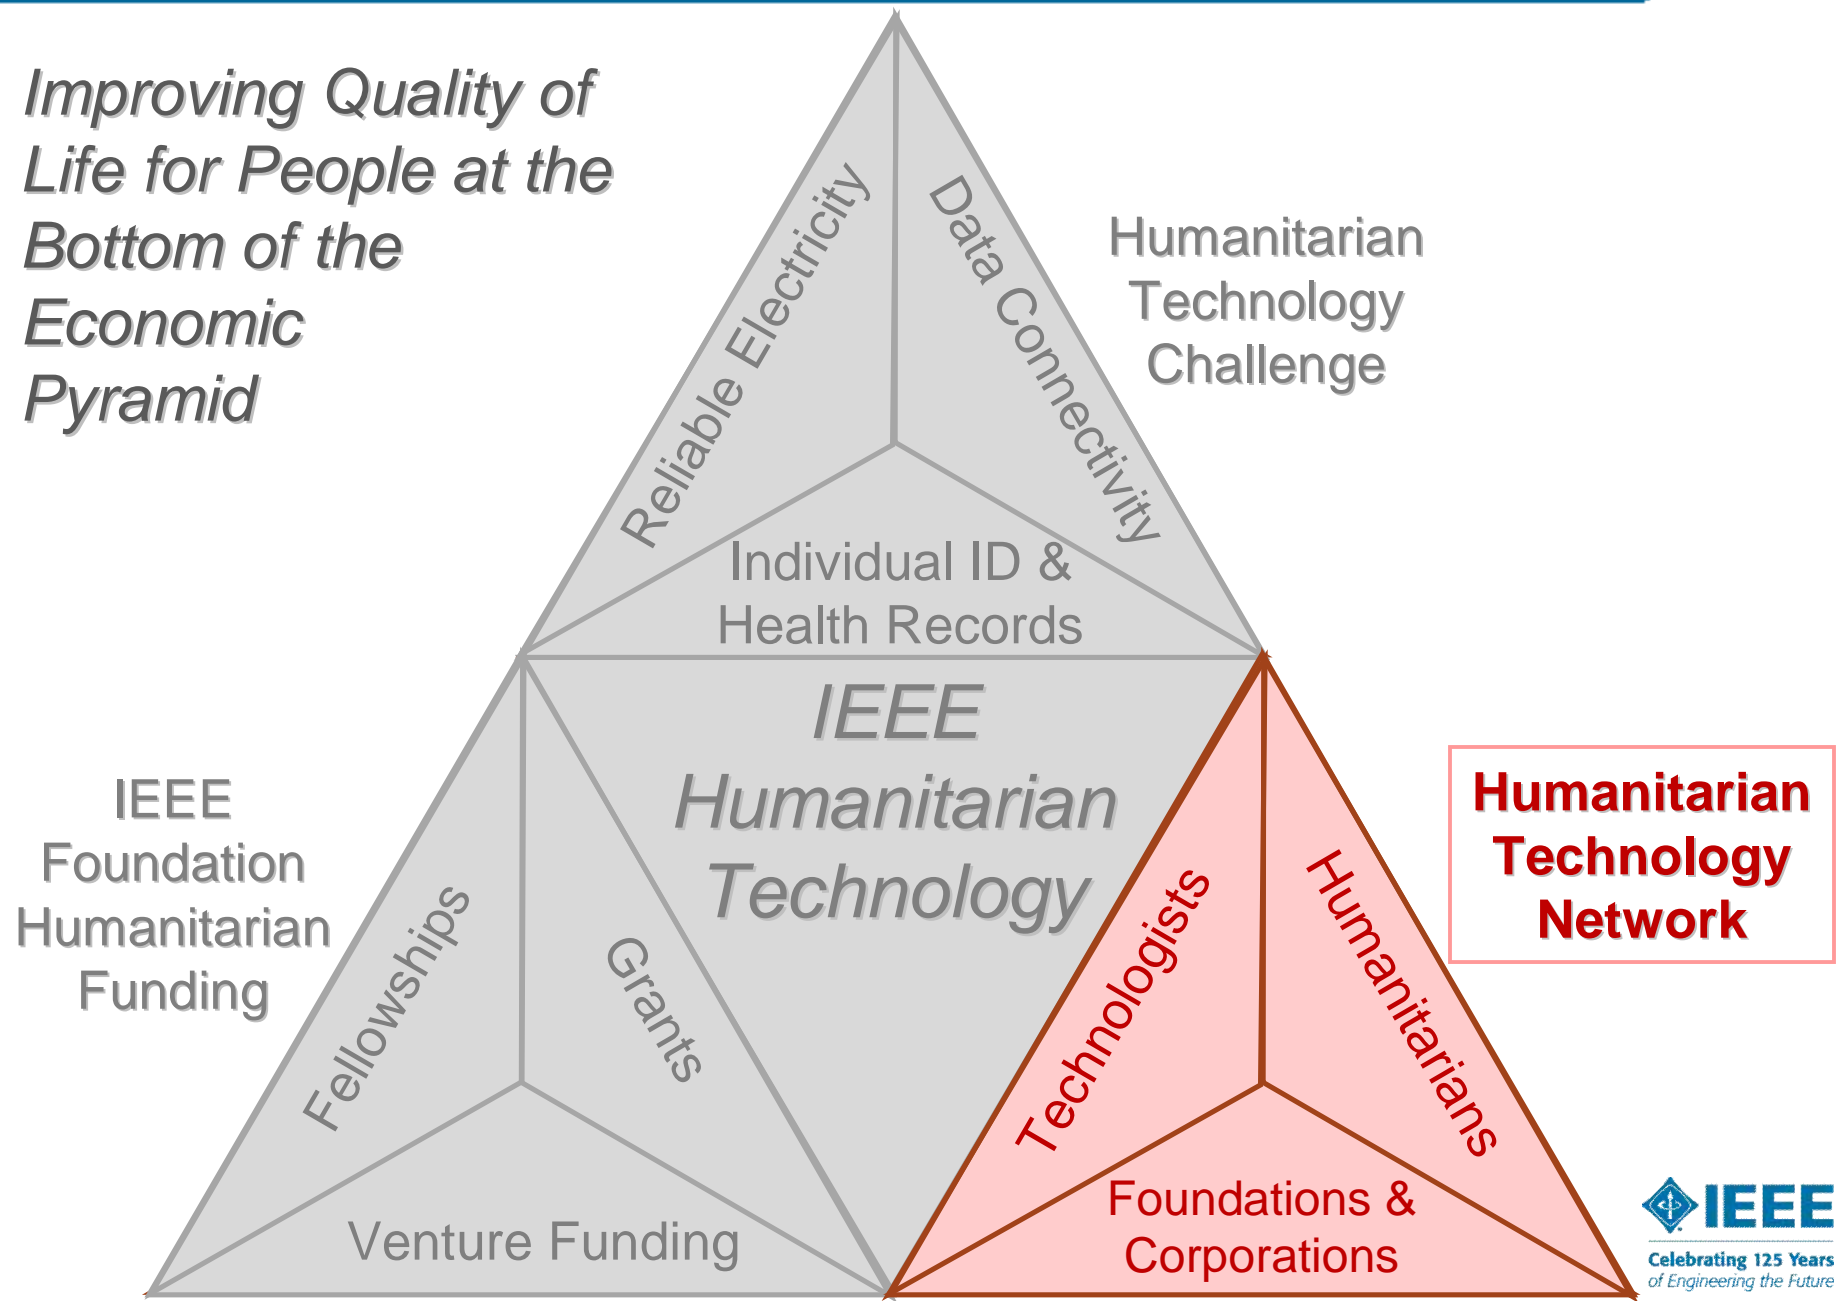 Improving Quality of
Life for People at the
Bottom of the
Economic
Pyramid
Reliable Electricity
Data Connectivity
Individual ID &
Health Records
Humanitarian
Technology
Challenge
IEEE
Humanitarian
Technology
IEEE
Foundation
Humanitarian
Funding
Fellowships
Grants
Venture Funding
Technologists
Humanitarians
Foundations &
Corporations
Humanitarian
Technology
Network
IEEE
Celebrating 125 Years
of Engineering the Future